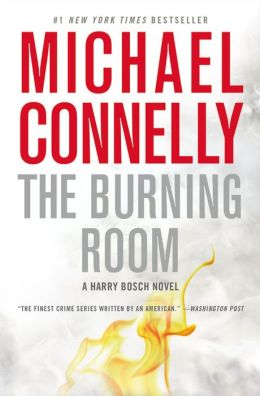 #1 NEW YORK TIMES BESTSELLER
MICHAEL
CONNELLY
THE BURNING
ROOM
A HARRY BOSCH NOVEL
"THE FINEST CRIME SERIES WRITTEN BY AN AMERICAN." —WASHINGTON POST